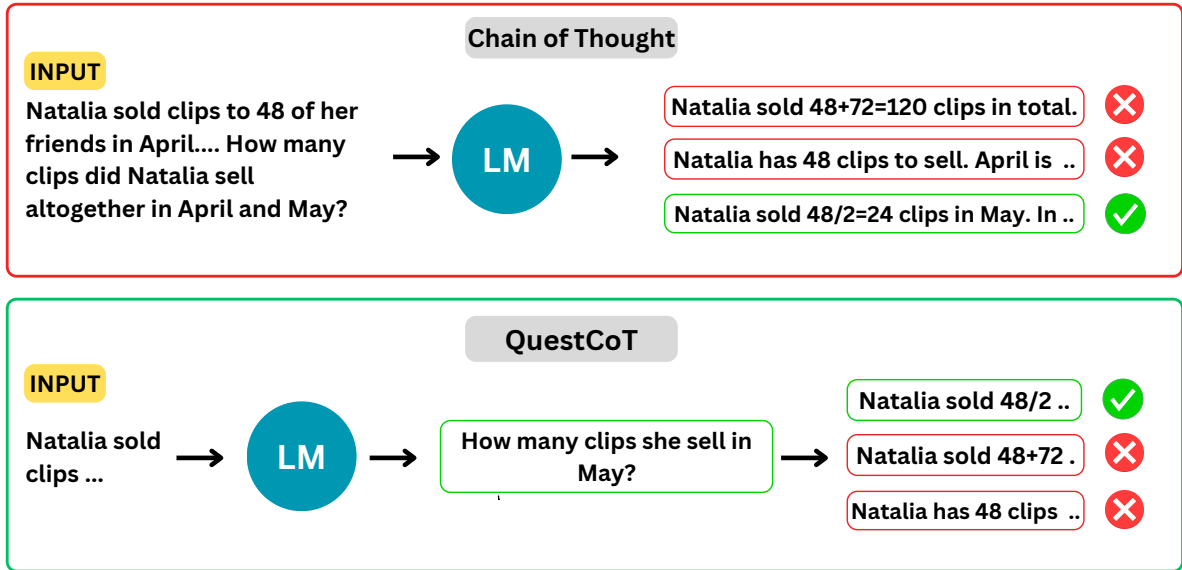 Chain of Thought
INPUT
Natalia sold clips to 48 of her
friends in April.... How many
clips did Natalia sell
altogether in April and May?
LM
Natalia sold 48+72=120 clips in total.
Natalia has 48 clips to sell. April is ..
Natalia sold 48/2=24 clips in May. In ..
QuestCoT
INPUT
Natalia sold
clips ...
LM
How many clips she sell in
May?
Natalia sold 48/2 ..
Natalia sold 48+72 .
Natalia has 48 clips ..